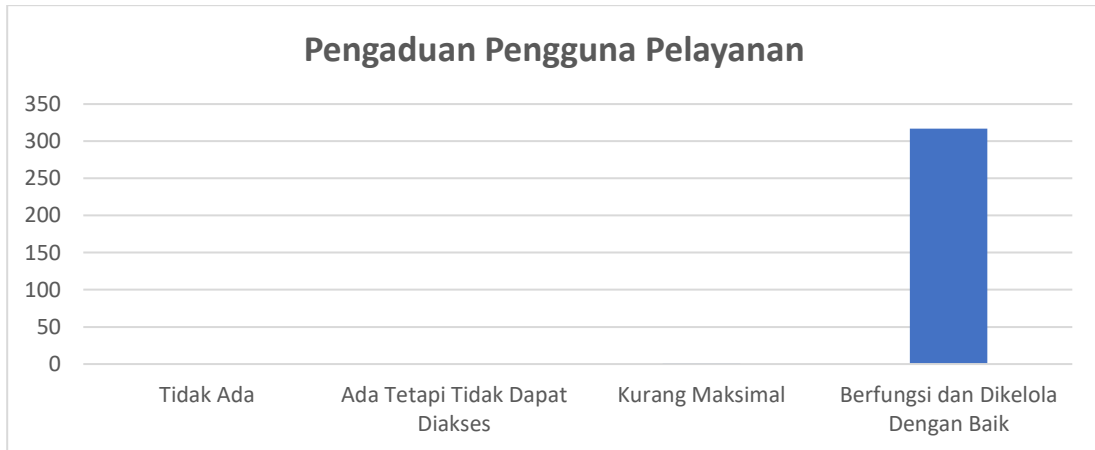 Pengaduan Pengguna Pelayanan
350
300
250
200
150
100
50
0
Tidak Ada
Ada Tetapi Tidak Dapat
Diakses
Kurang Maksimal
Berfungsi dan Dikelola
Dengan Baik